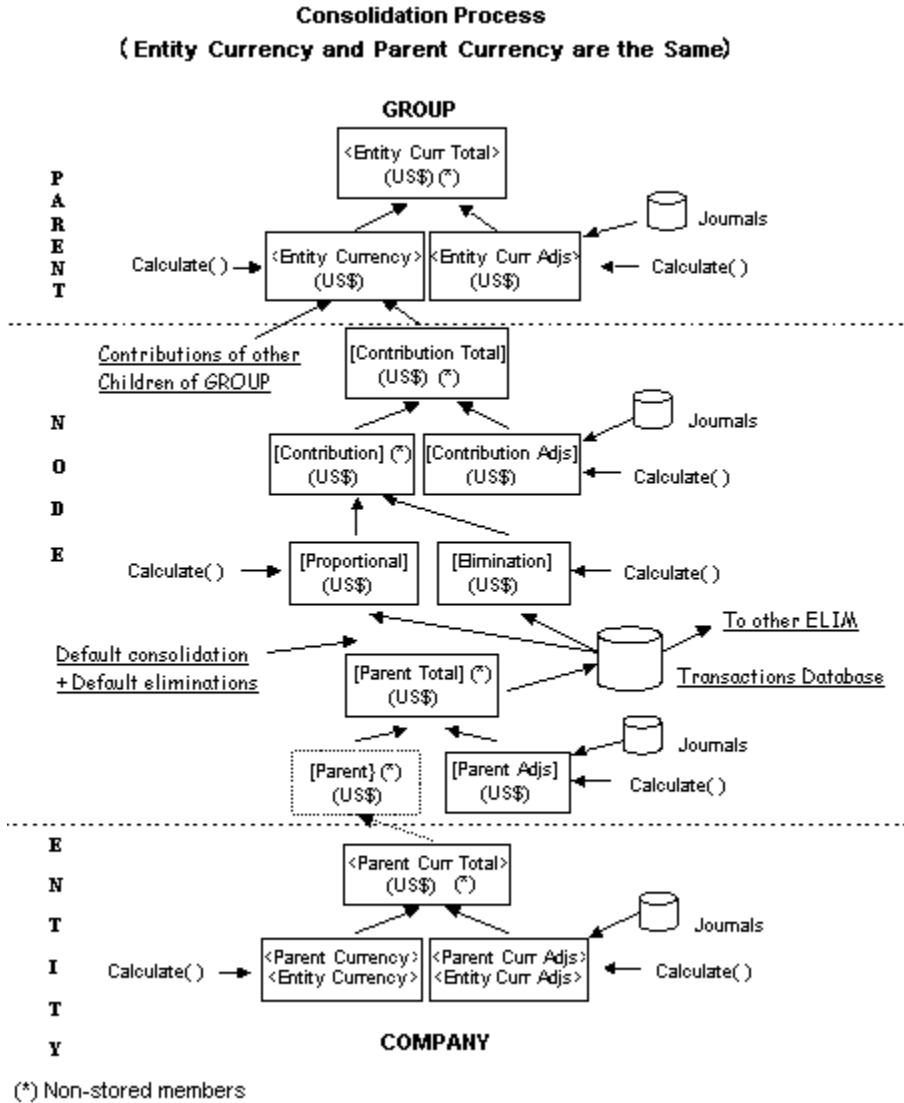 Consolidation Process
( Entity Currency and Parent Currency are the Same)
GROUP
<Entity Curr Total>
(US$) (*)
P
A
R
E
N
T
Journals
Calculate( )
<Entity Currency>
(US$)
<Entity Curr Adjs>
(US$)
Calculate( )
Contributions of other
Children of GROUP
[Contribution Total]
(US$) (*)
N
O
D
E
Journals
[Contribution] (*)
(US$)
[Contribution Adjs]
(US$)
Calculate( )
Calculate( )
[Proportional]
(US$)
[Elimination]
(US$)
Calculate( )
To other ELIM
Default consolidation
+ Default eliminations
[Parent Total] (*)
(US$)
Transactions Database
Journals
[Parent} (*)
(US$)
[Parent Adjs]
(US$)
Calculate( )
E
N
T
I
T
Y
<Parent Curr Total>
(US$) (*)
Journals
Calculate( )
<Parent Currency>
<Entity Currency>
<Parent Curr Adjs>
<Entity Curr Adjs>
Calculate( )
COMPANY
(*) Non-stored members